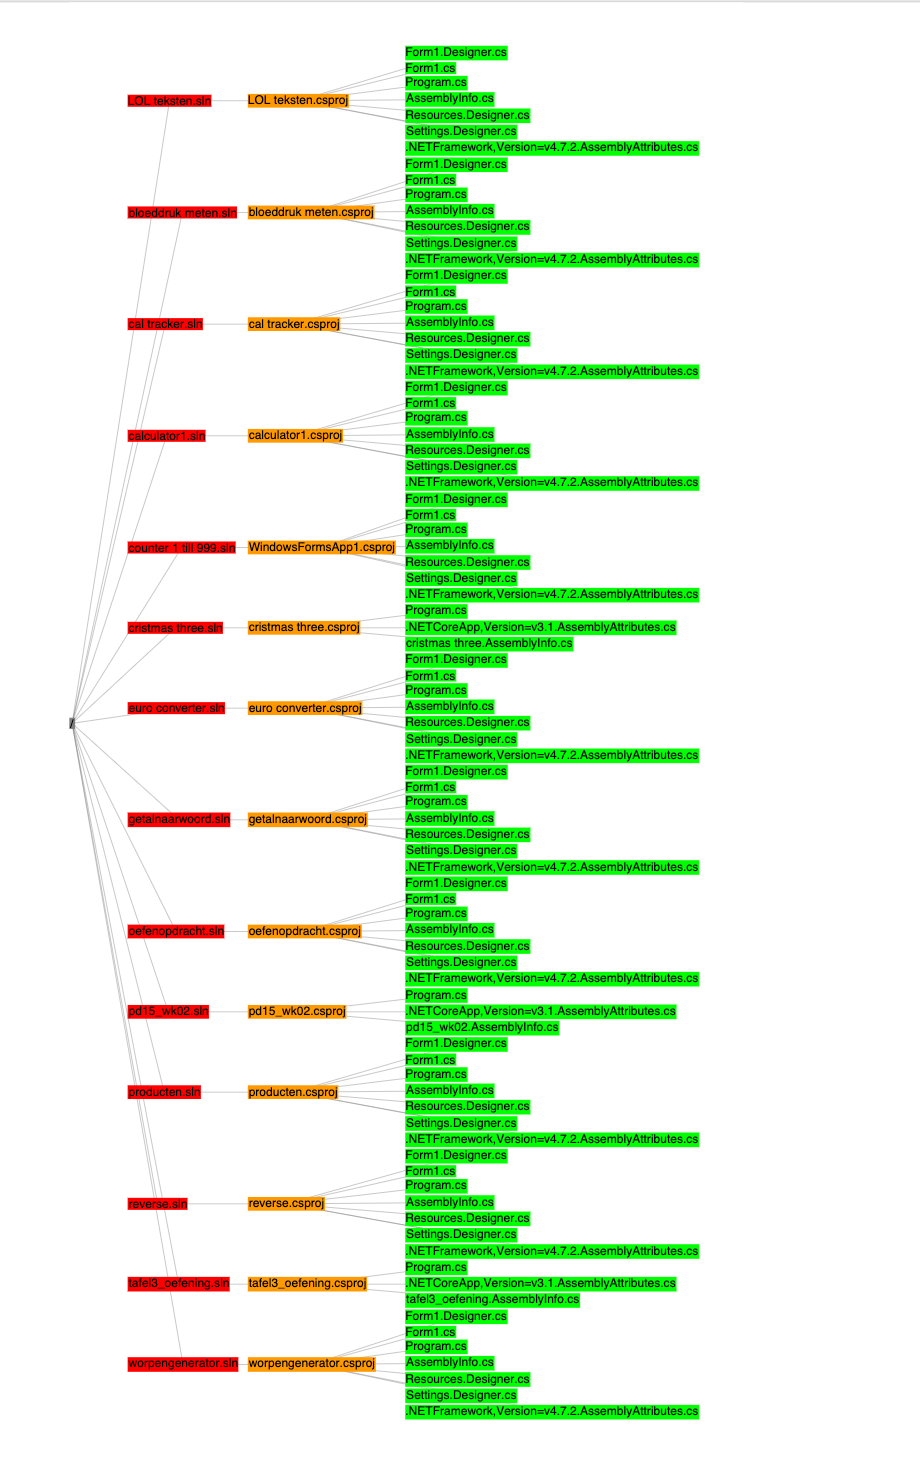 /
LOL teksten.sln
LOL teksten.csproj
Form1.Designer.cs
Form1.cs
Program.cs
AssemblyInfo.cs
Resources.Designer.cs
Settings.Designer.cs
.NETFramework,Version=v4.7.2.AssemblyAttributes.cs
bloeddruk meten.sln
bloeddruk meten.csproj
Form1.Designer.cs
Form1.cs
Program.cs
AssemblyInfo.cs
Resources.Designer.cs
Settings.Designer.cs
.NETFramework,Version=v4.7.2.AssemblyAttributes.cs
cal tracker.sln
cal tracker.csproj
Form1.Designer.cs
Form1.cs
Program.cs
AssemblyInfo.cs
Resources.Designer.cs
Settings.Designer.cs
.NETFramework,Version=v4.7.2.AssemblyAttributes.cs
calculator1.sln
calculator1.csproj
Form1.Designer.cs
Form1.cs
Program.cs
AssemblyInfo.cs
Resources.Designer.cs
Settings.Designer.cs
.NETFramework,Version=v4.7.2.AssemblyAttributes.cs
counter 1 till 999.sln
WindowsFormsApp1.csproj
Form1.Designer.cs
Form1.cs
Program.cs
AssemblyInfo.cs
Resources.Designer.cs
Settings.Designer.cs
.NETFramework,Version=v4.7.2.AssemblyAttributes.cs
cristmas three.sln
cristmas three.csproj
Program.cs
.NETCoreApp,Version=v3.1.AssemblyAttributes.cs
cristmas three.AssemblyInfo.cs
euro converter.sln
euro converter.csproj
Form1.Designer.cs
Form1.cs
Program.cs
AssemblyInfo.cs
Resources.Designer.cs
Settings.Designer.cs
.NETFramework,Version=v4.7.2.AssemblyAttributes.cs
getalnaarwoord.sln
getalnaarwoord.csproj
Form1.Designer.cs
Form1.cs
Program.cs
AssemblyInfo.cs
Resources.Designer.cs
Settings.Designer.cs
.NETFramework,Version=v4.7.2.AssemblyAttributes.cs
oefenopdracht.sln
oefenopdracht.csproj
Form1.Designer.cs
Form1.cs
Program.cs
AssemblyInfo.cs
Resources.Designer.cs
Settings.Designer.cs
.NETFramework,Version=v4.7.2.AssemblyAttributes.cs
pd15_wk02.sln
pd15_wk02.csproj
Program.cs
.NETCoreApp,Version=v3.1.AssemblyAttributes.cs
pd15_wk02.AssemblyInfo.cs
producten.sln
producten.csproj
Form1.Designer.cs
Form1.cs
Program.cs
AssemblyInfo.cs
Resources.Designer.cs
Settings.Designer.cs
.NETFramework,Version=v4.7.2.AssemblyAttributes.cs
reverse.sln
reverse.csproj
Form1.Designer.cs
Form1.cs
Program.cs
AssemblyInfo.cs
Resources.Designer.cs
Settings.Designer.cs
.NETFramework,Version=v4.7.2.AssemblyAttributes.cs
tafel3_oefening.sln
tafel3_oefening.csproj
Program.cs
.NETCoreApp,Version=v3.1.AssemblyAttributes.cs
tafel3_oefening.AssemblyInfo.cs
worpengenerator.sln
worpengenerator.csproj
Form1.Designer.cs
Form1.cs
Program.cs
AssemblyInfo.cs
Resources.Designer.cs
Settings.Designer.cs
.NETFramework,Version=v4.7.2.AssemblyAttributes.cs